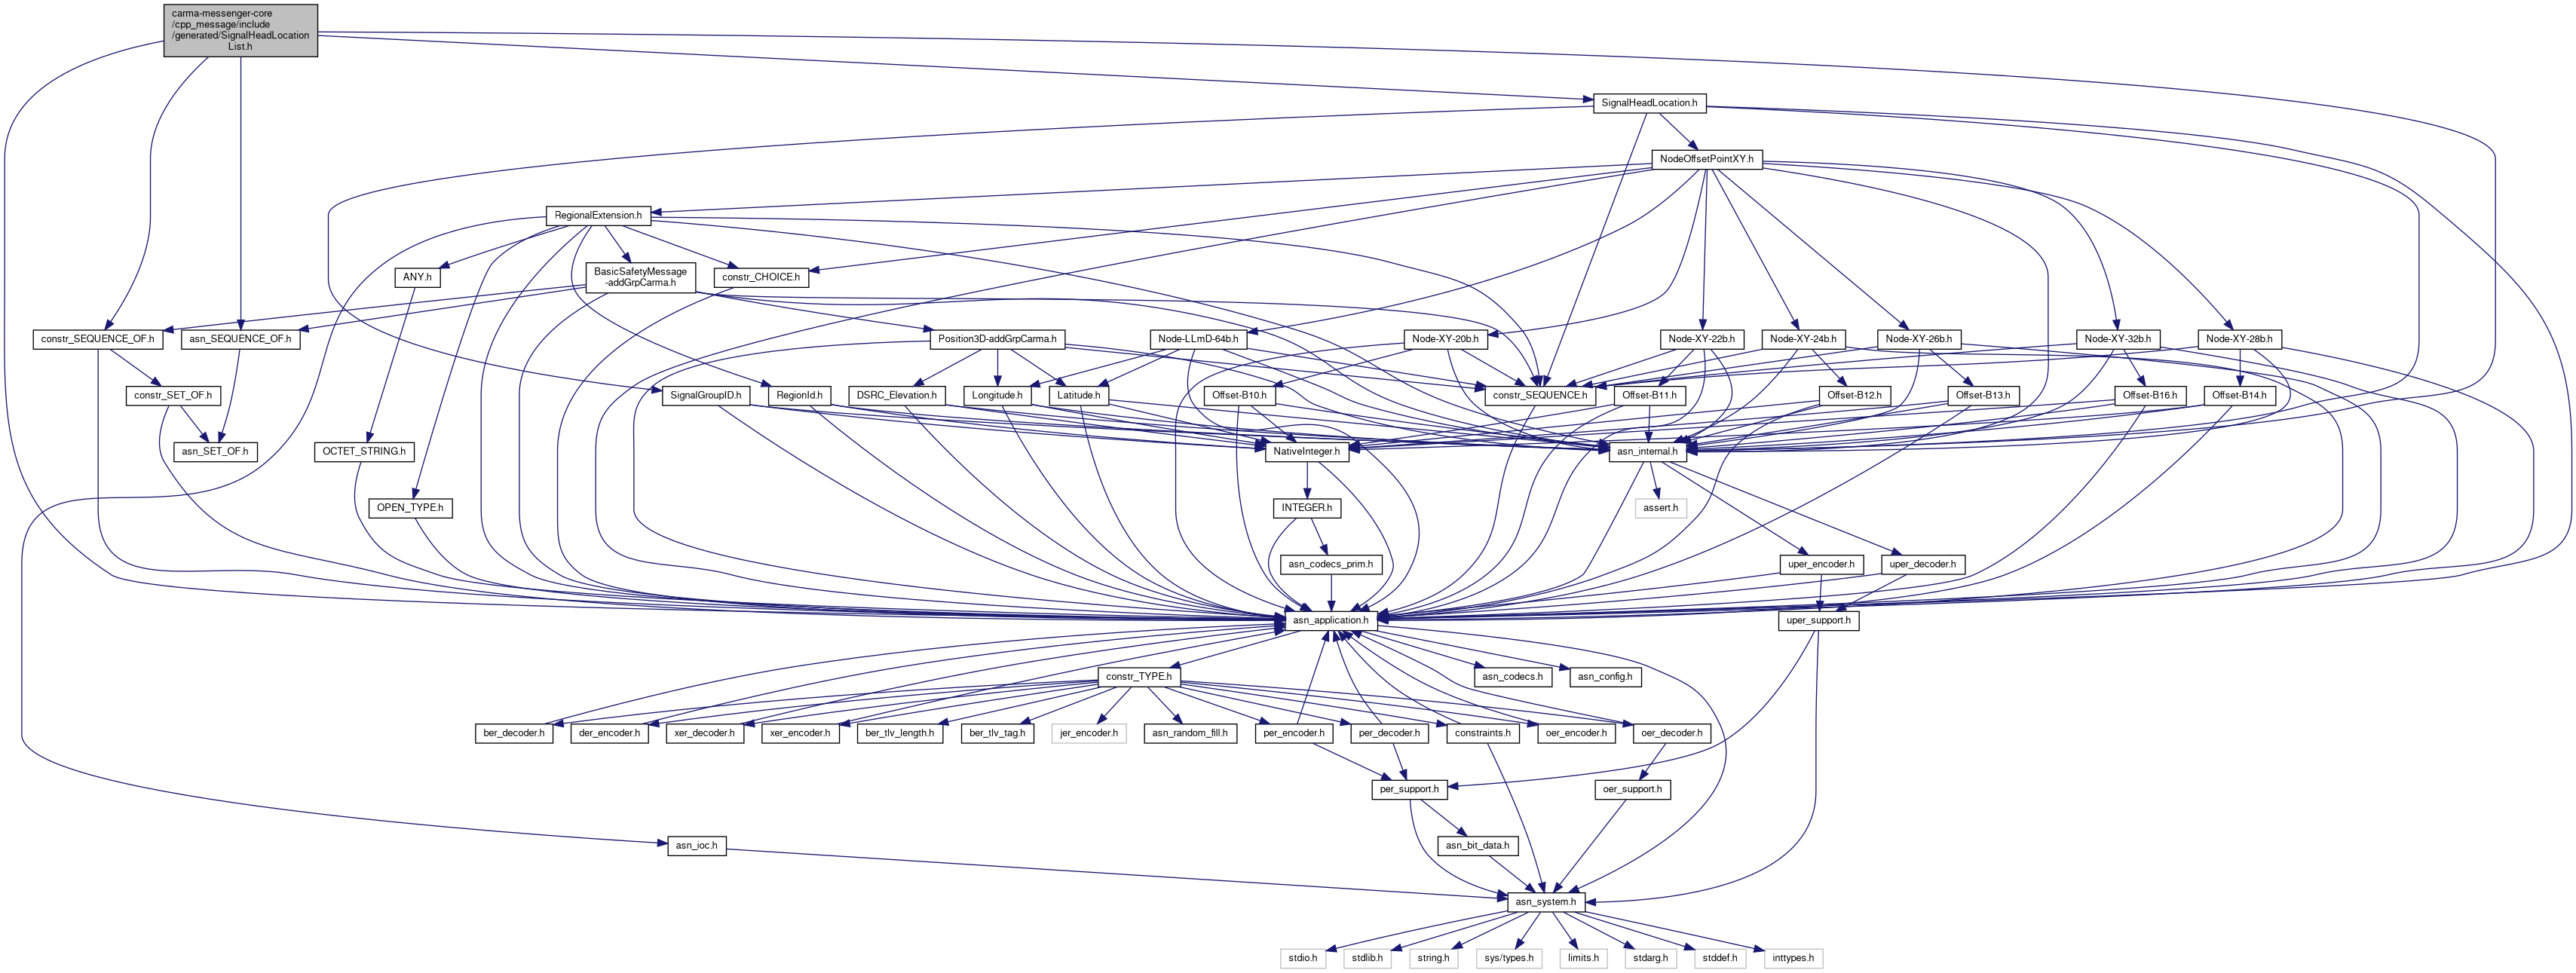 carma-messenger-core
/cpp_message/include
/generated/SignalHeadLocation
List.h
SignalHeadLocation.h
NodeOffsetPointXY.h
RegionalExtension.h
ANY.h
BasicSafetyMessage
-addGrpCarma.h
constr_CHOICE.h
constr_SEQUENCE_OF.h
asn_SEQUENCE_OF.h
Position3D-addGrpCarma.h
Node-LLmD-64b.h
Node-XY-20b.h
Node-XY-22b.h
Node-XY-24b.h
Node-XY-26b.h
Node-XY-32b.h
Node-XY-28b.h
constr_SET_OF.h
SignalGroupID.h
RegionId.h
DSRC_Elevation.h
Longitude.h
Latitude.h
Offset-B10.h
constr_SEQUENCE.h
Offset-B11.h
Offset-B12.h
Offset-B13.h
Offset-B16.h
Offset-B14.h
asn_SET_OF.h
OCTET_STRING.h
NativeInteger.h
asn_internal.h
OPEN_TYPE.h
INTEGER.h
assert.h
asn_codecs_prim.h
uper_encoder.h
uper_decoder.h
asn_application.h
uper_support.h
constr_TYPE.h
asn_codecs.h
asn_config.h
ber_decoder.h
der_encoder.h
xer_decoder.h
xer_encoder.h
ber_tlv_length.h
ber_tlv_tag.h
jer_encoder.h
asn_random_fill.h
per_encoder.h
per_decoder.h
constraints.h
oer_encoder.h
oer_decoder.h
per_support.h
oer_support.h
asn_ioc.h
asn_bit_data.h
asn_system.h
stdio.h
stdlib.h
string.h
sys/types.h
limits.h
stdarg.h
stddef.h
inttypes.h